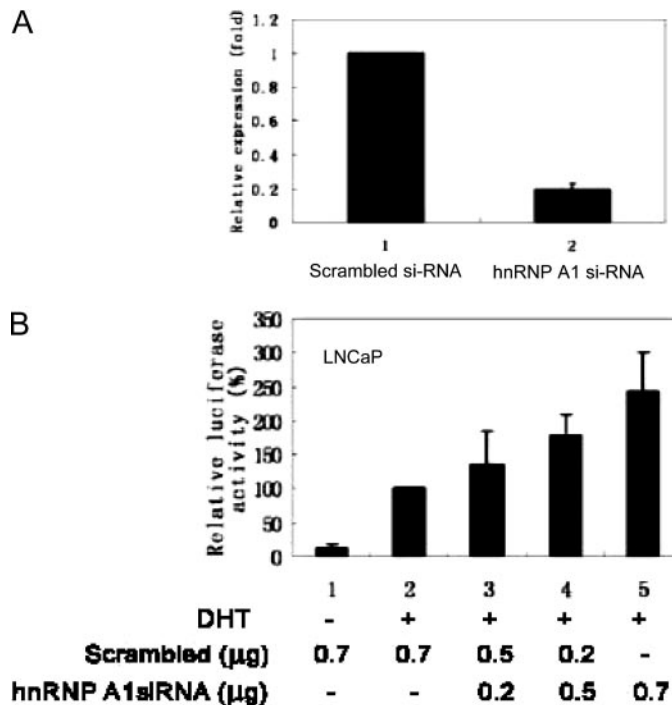 A
Relative expression (fold)
1.2
1
0.8
0.6
0.4
0.2
0
1 2
Scrambled si-RNA hnRNP A1 si-RNA
B
Relative luciferase
activity (%)
350
300
250
200
150
100
50
0
LNCaP
1 2 3 4 5
DHT - + + + +
Scrambled (µg) 0.7 0.7 0.5 0.2 -
hnRNP A1siRNA (µg) - - 0.2 0.5 0.7